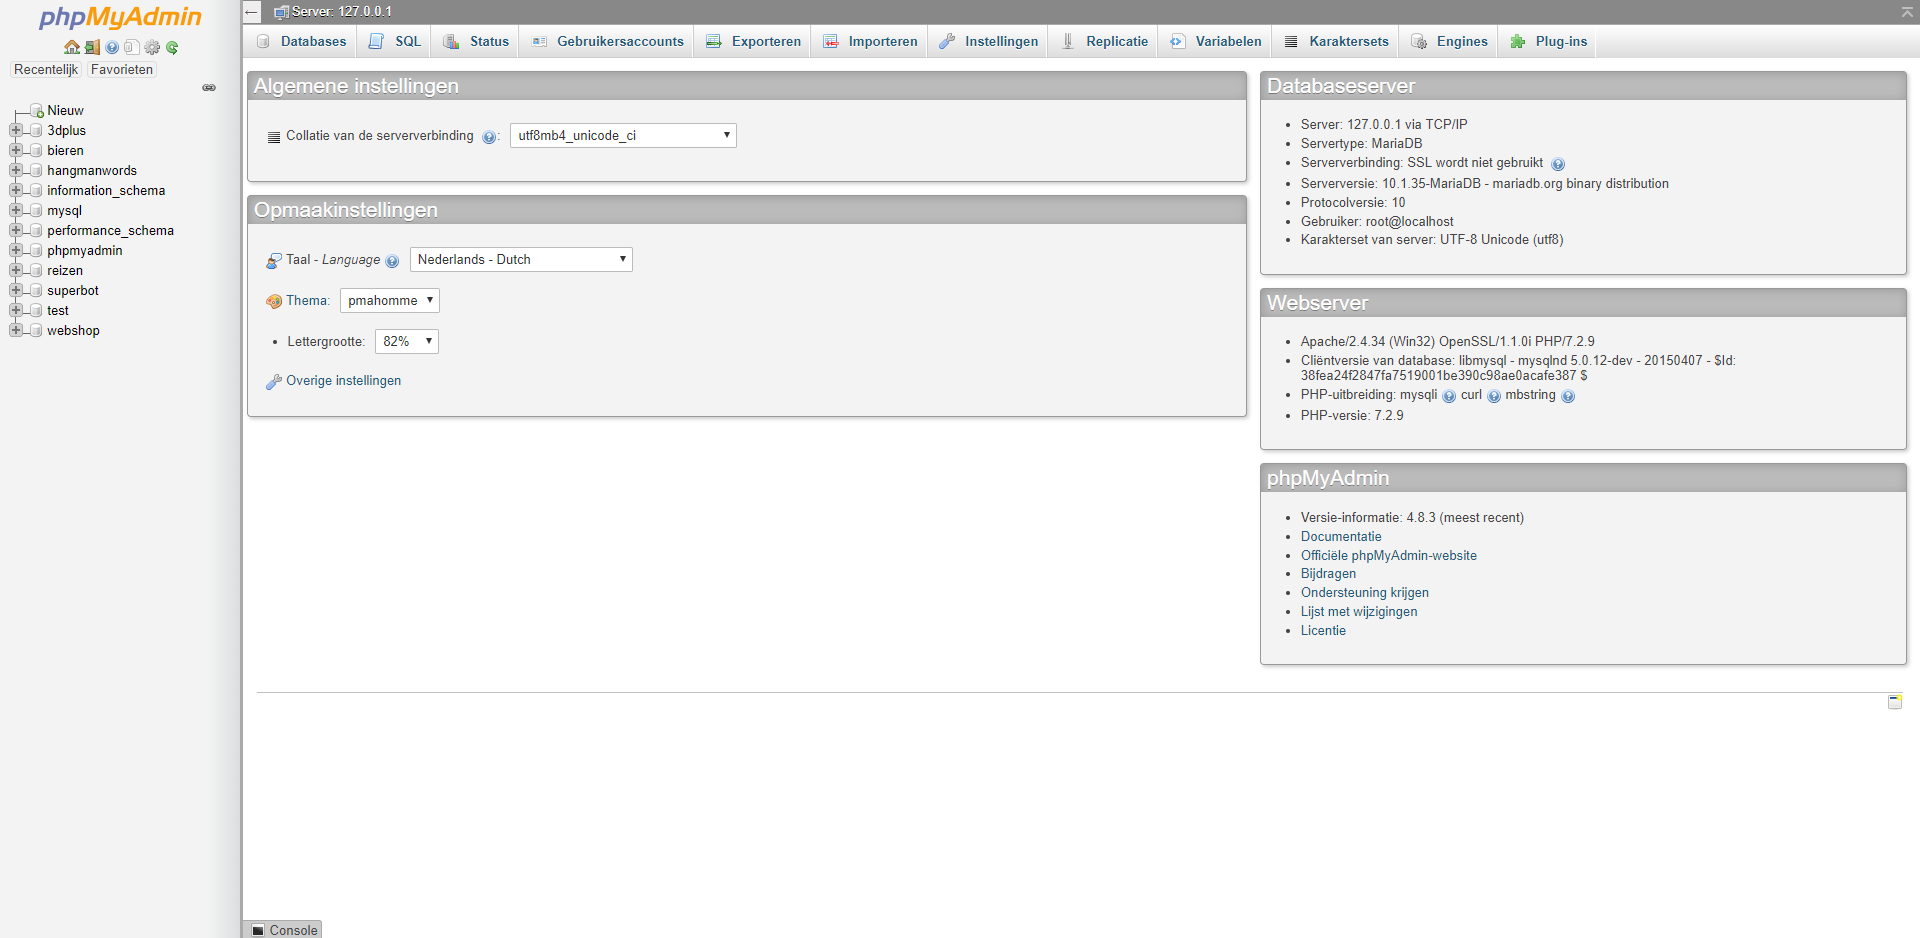 phpMyAdmin
Recentelijk Favorieten
Nieuw
3dplus
bieren
hangmanwords
information_schema
mysql
performance_schema
phpmyadmin
reizen
superbot
test
webshop
Server: 127.0.0.1
Databases SQL Status Gebruikersaccounts Exporteren Importeren Instellingen Replicatie Variabelen Karaktersets Engines Plug-ins
Algemene instellingen
Collatie van de serververbinding : utf8mb4_unicode_ci
Opmaakinstellingen
Taal - Language Nederlands - Dutch
Thema: pmahomme
• Lettergrootte: 82%
Overige instellingen
Databaseserver
• Server: 127.0.0.1 via TCP/IP
• Servertype: MariaDB
• Serververbinding: SSL wordt niet gebruikt
• Serverversie: 10.1.35-MariaDB - mariadb.org binary distribution
• Protocolversie: 10
• Gebruiker: root@localhost
• Karakterset van server: UTF-8 Unicode (utf8)
Webserver
• Apache/2.4.34 (Win32) OpenSSL/1.1.0i PHP/7.2.9
• Cliëntversie van database: libmysql - mysqlnd 5.0.12-dev - 20150407 - $Id:
38fea24f2847fa7519001be390c98ae0acafe387 $
• PHP-uitbreiding: mysqli curl mbstring
• PHP-versie: 7.2.9
phpMyAdmin
• Versie-informatie: 4.8.3 (meest recent)
• Documentatie
• Officiële phpMyAdmin-website
• Bijdragen
• Ondersteuning krijgen
• Lijst met wijzigingen
• Licentie
Console